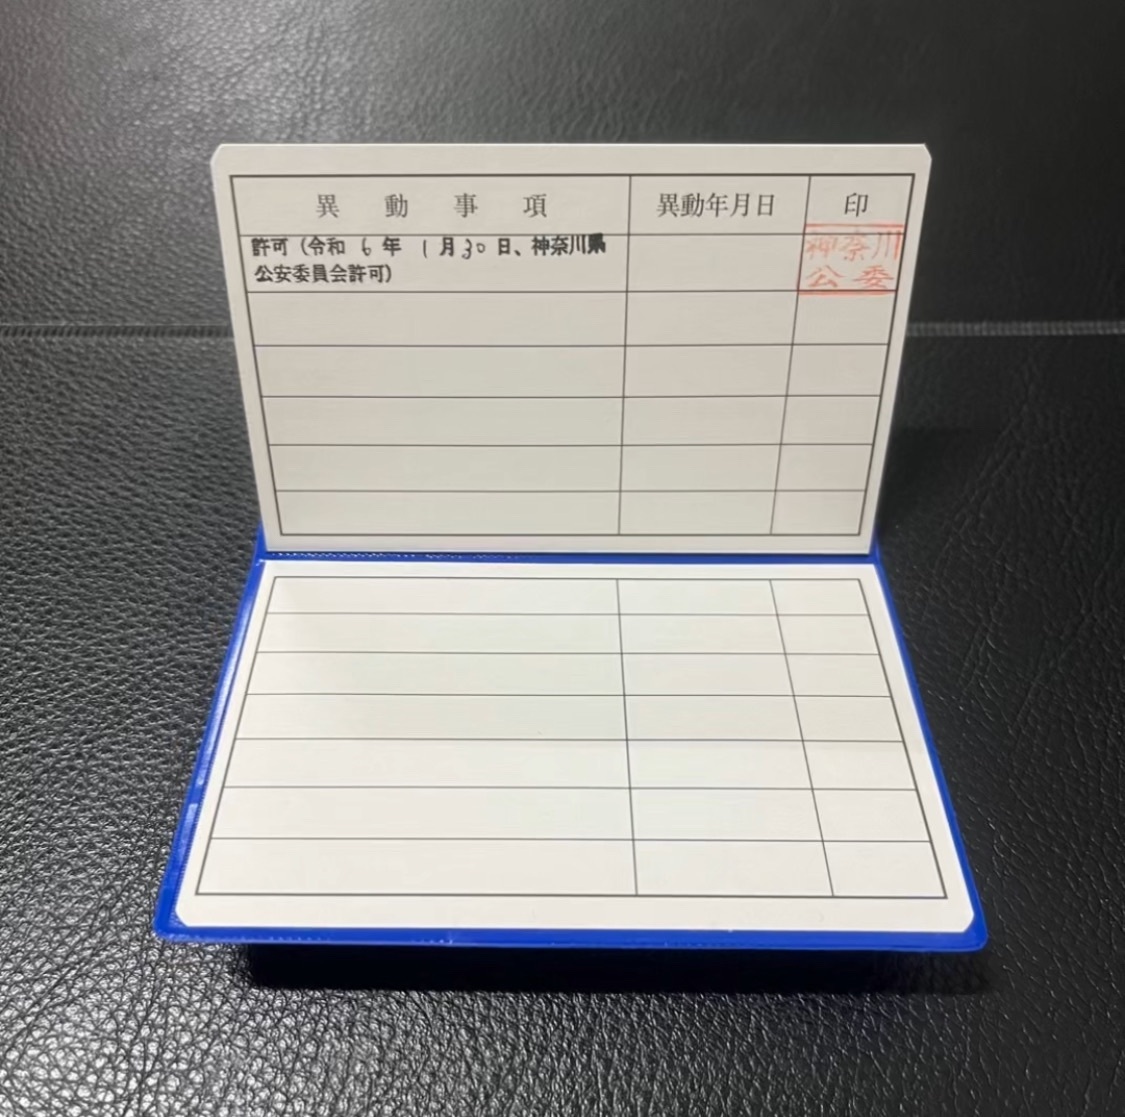 異動事項 異動年月日 印
許可（令和 6 年 1 月 30 日、神奈川県
公安委員会許可）
神奈川
公委